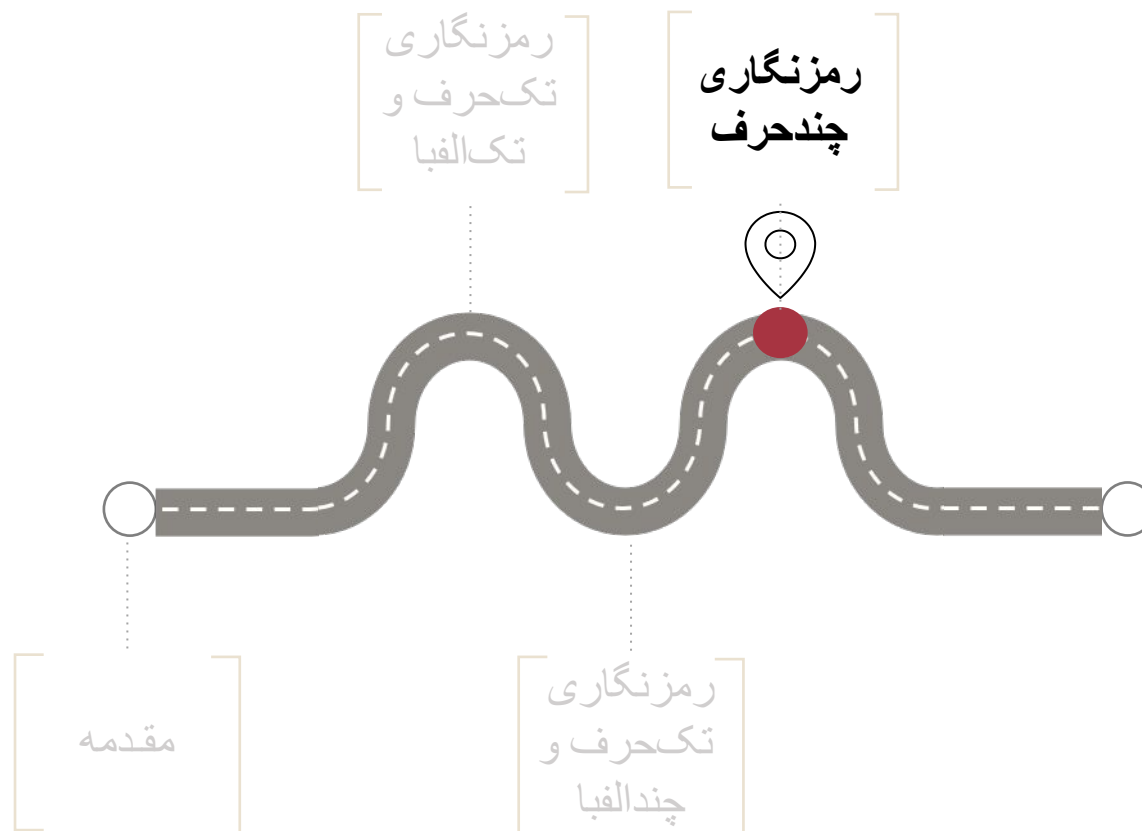 رمزنگاری
تک‌حرف و
تک‌الفبا
رمزنگاری
چندحرف
مقدمه
رمزنگاری
تک‌حرف و
چندالفبا